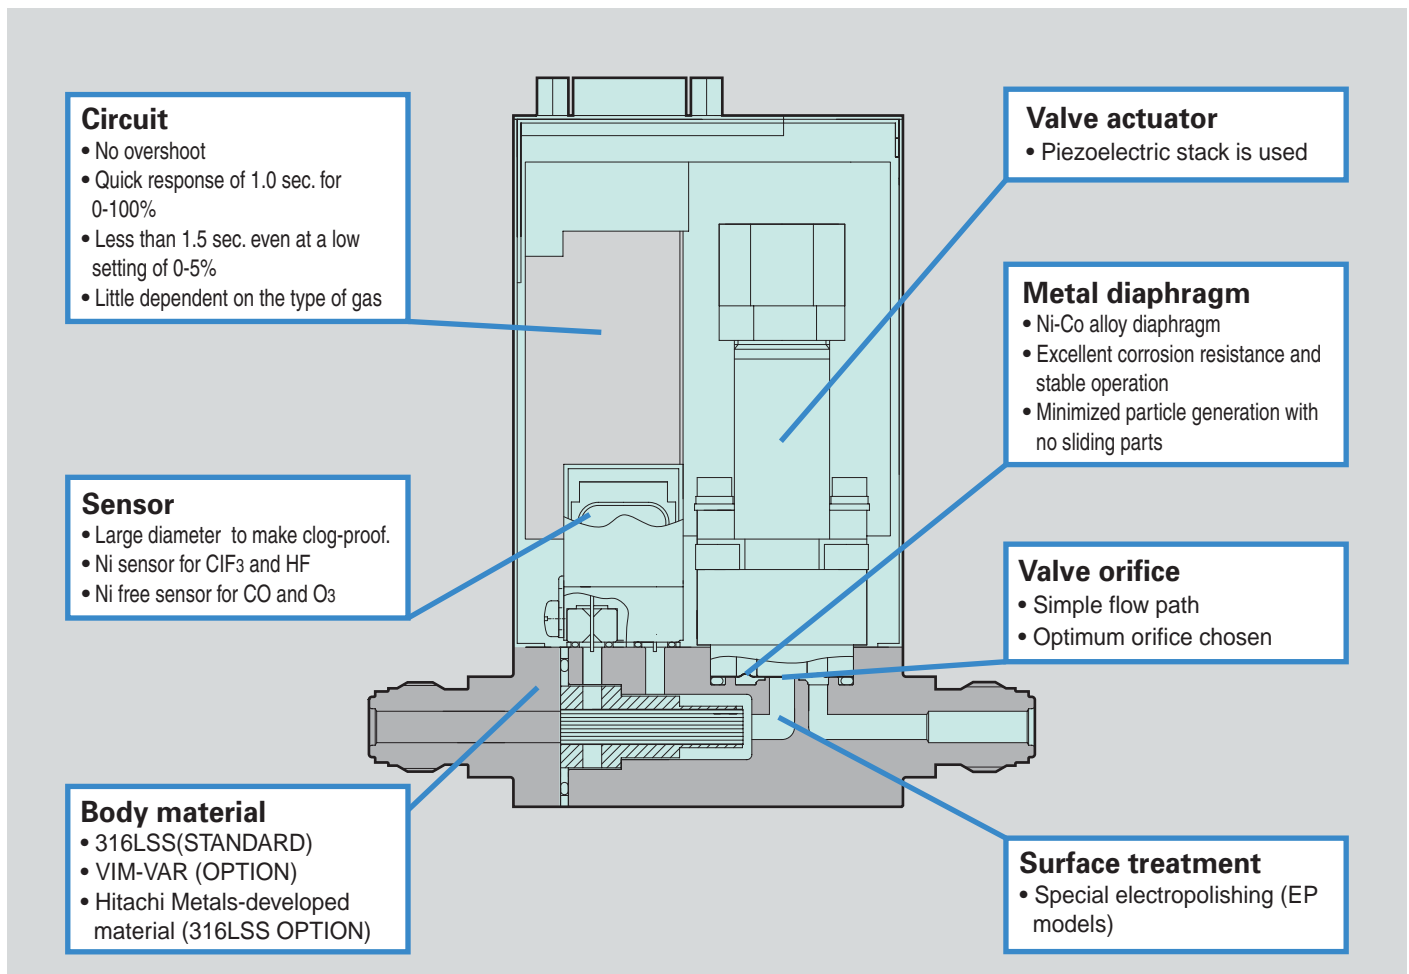 Circuit
• No overshoot
• Quick response of 1.0 sec. for
0-100%
• Less than 1.5 sec. even at a low
setting of 0-5%
• Little dependent on the type of gas
Sensor
• Large diameter to make clog-proof.
• Ni sensor for ClF3 and HF
• Ni free sensor for CO and O3
Body material
• 316LSS(STANDARD)
• VIM-VAR (OPTION)
• Hitachi Metals-developed
material (316LSS OPTION)
Valve actuator
• Piezoelectric stack is used
Metal diaphragm
• Ni-Co alloy diaphragm
• Excellent corrosion resistance and
stable operation
• Minimized particle generation with
no sliding parts
Valve orifice
• Simple flow path
• Optimum orifice chosen
Surface treatment
• Special electropolishing (EP
models)